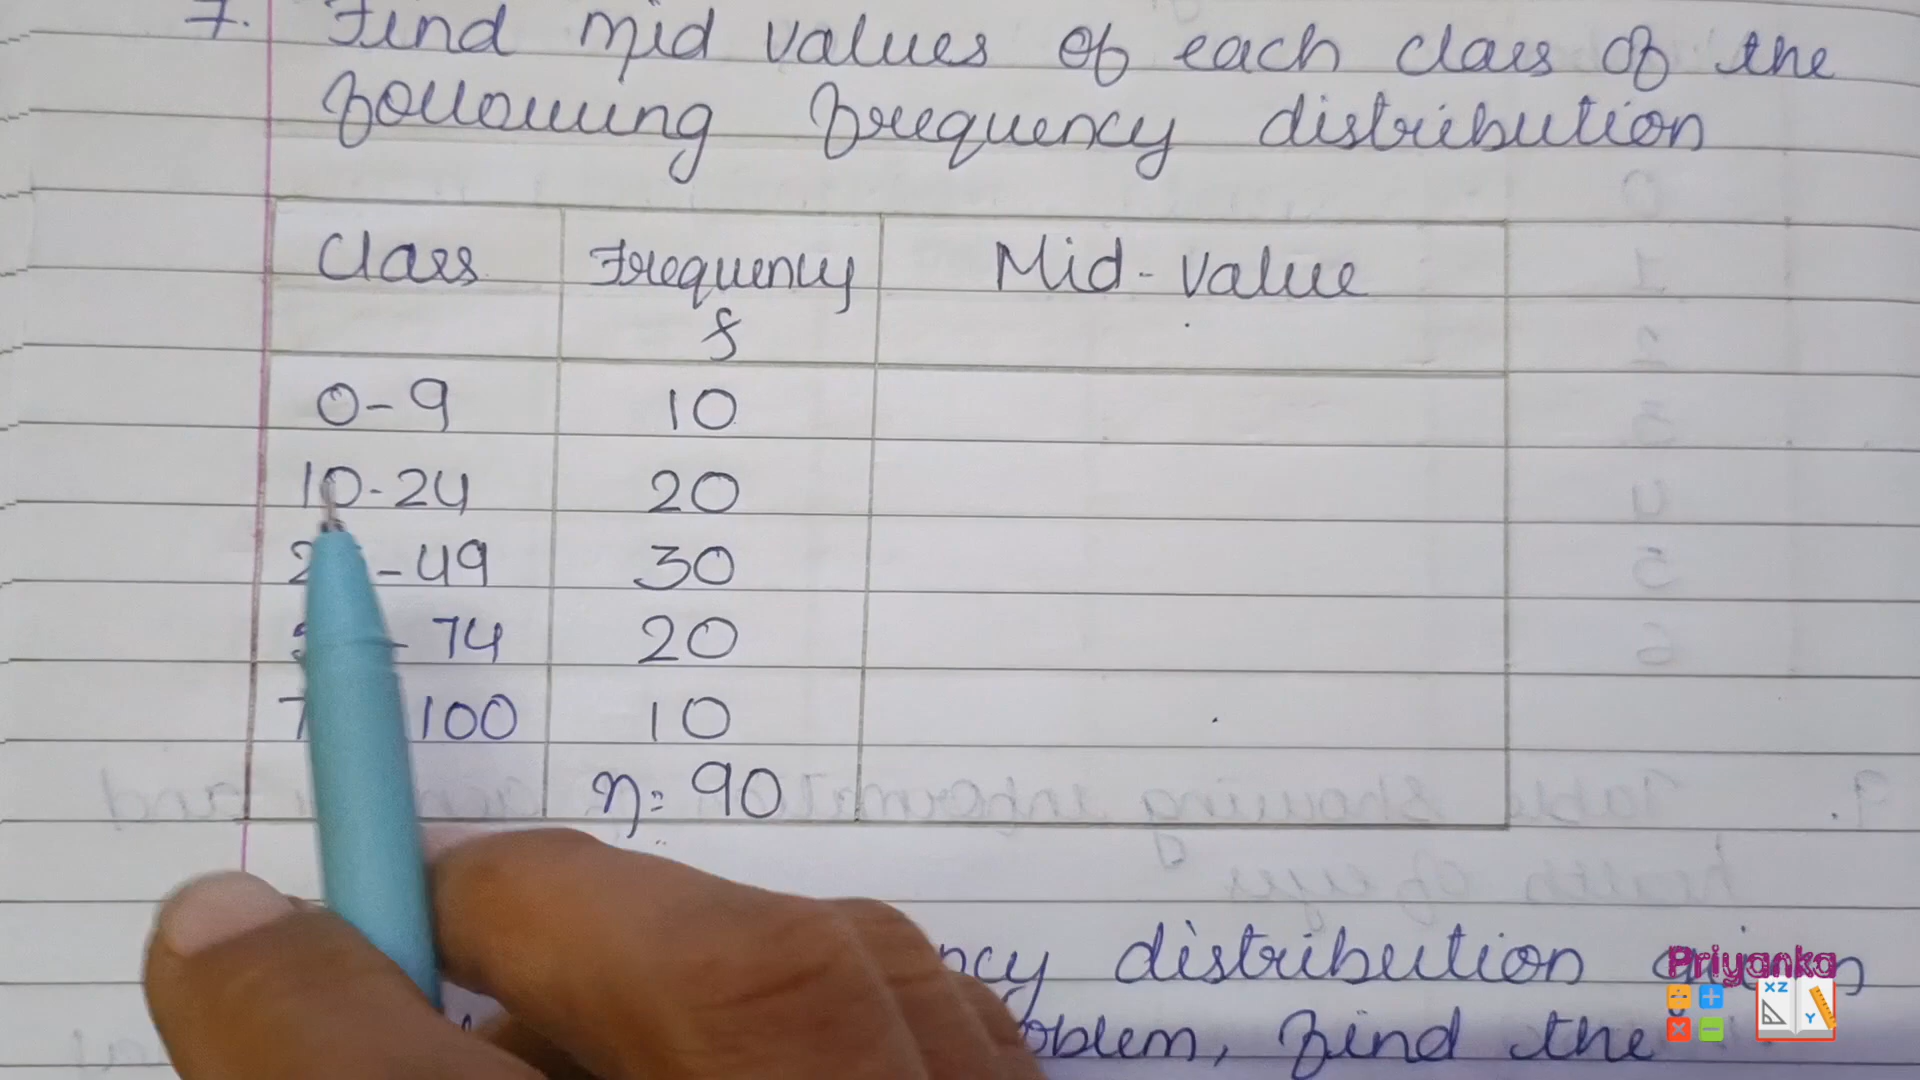 7. Find mid values of each class of the
following frequency distribution
Class Frequency Mid-Value
f
0-9 10
10-24 20
-49 30
- 74 20
100 10
n= 90
distribution
find the
Priyanka
XZ
Y